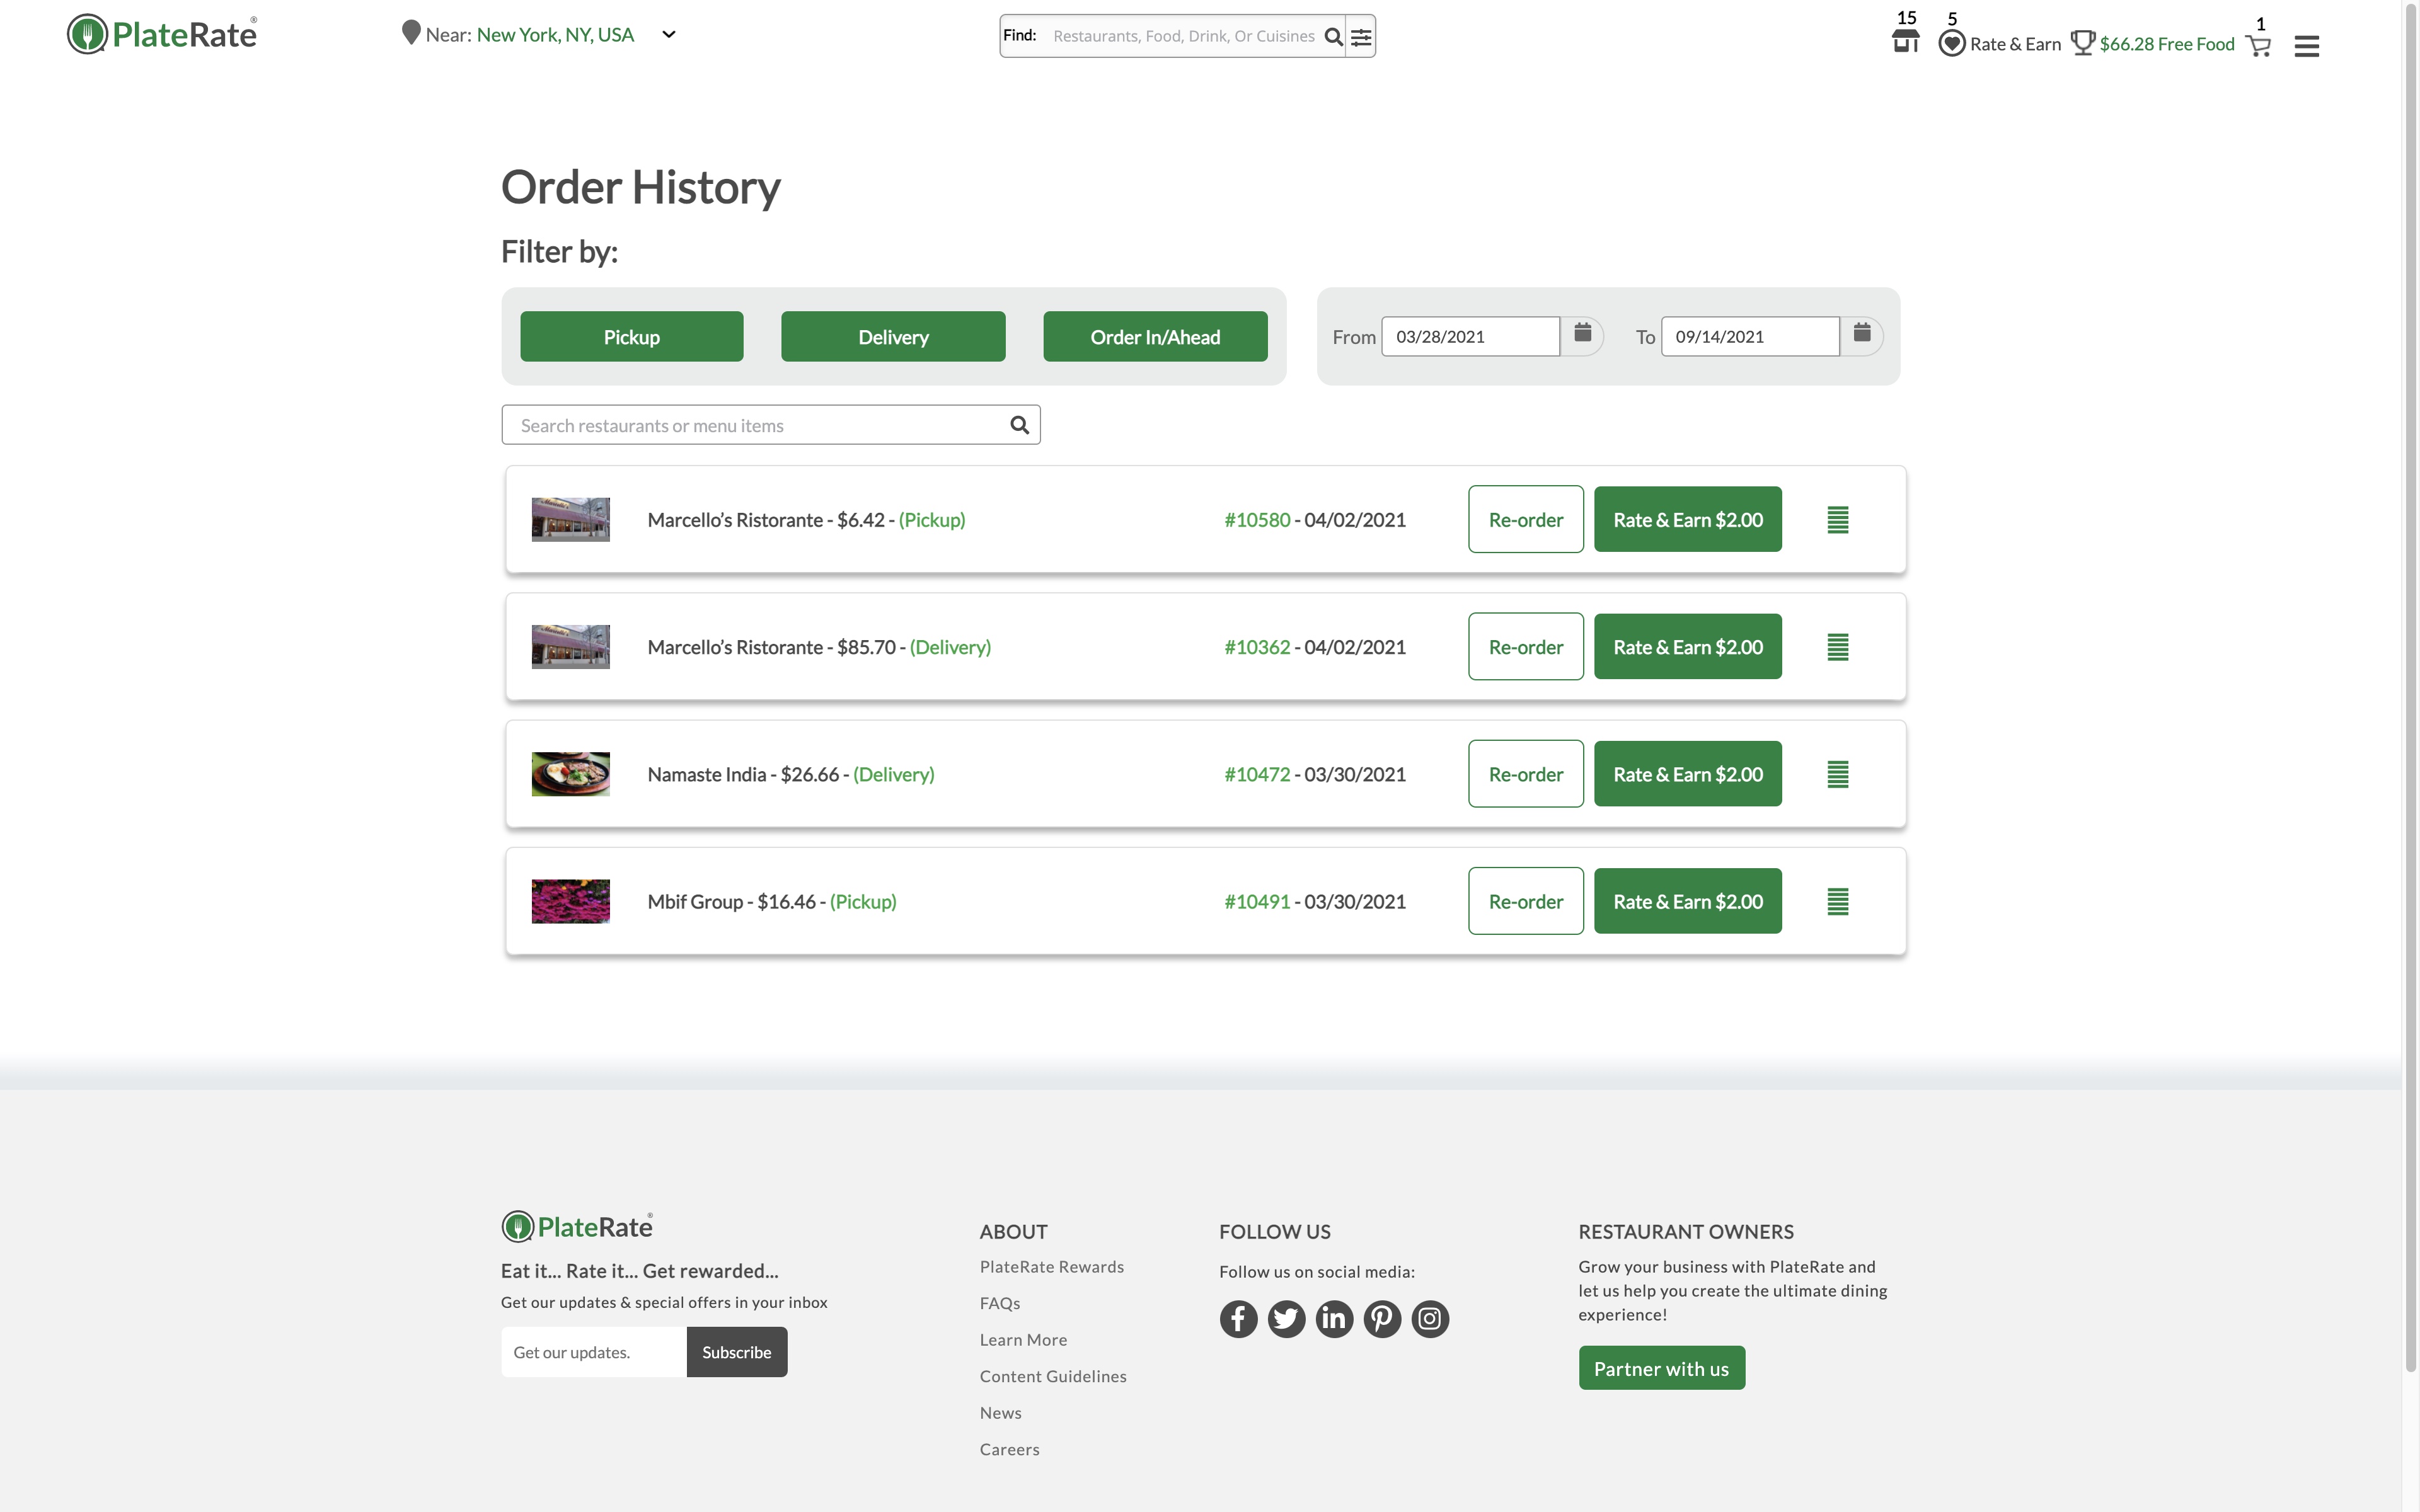 PlateRate®
Near: New York, NY, USA
Find: Restaurants, Food, Drink, Or Cuisines
15
5
Rate & Earn
$66.28 Free Food
1
Order History
Filter by:
Pickup
Delivery
Order In/Ahead
From 03/28/2021
To 09/14/2021
Search restaurants or menu items
Marcello’s Ristorante - $6.42 - (Pickup) #10580 - 04/02/2021 Re-order Rate & Earn $2.00
Marcello’s Ristorante - $85.70 - (Delivery) #10362 - 04/02/2021 Re-order Rate & Earn $2.00
Namaste India - $26.66 - (Delivery) #10472 - 03/30/2021 Re-order Rate & Earn $2.00
Mbif Group - $16.46 - (Pickup) #10491 - 03/30/2021 Re-order Rate & Earn $2.00
PlateRate®
Eat it... Rate it... Get rewarded...
Get our updates & special offers in your inbox
Get our updates. Subscribe
ABOUT
PlateRate Rewards
FAQs
Learn More
Content Guidelines
News
Careers
FOLLOW US
Follow us on social media:
RESTAURANT OWNERS
Grow your business with PlateRate and
let us help you create the ultimate dining
experience!
Partner with us